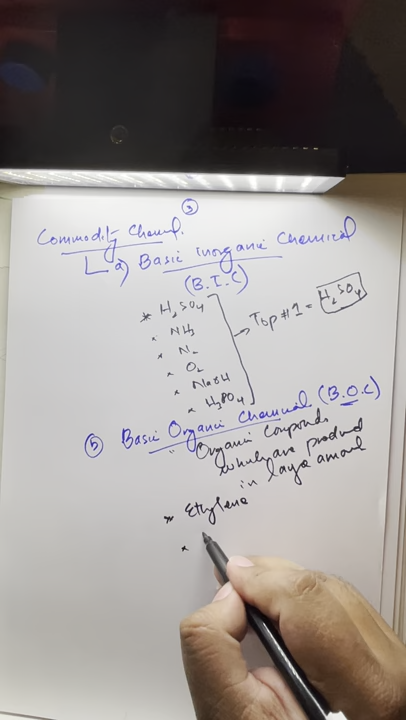 ③
Commodity Chemical.
a) Basic inorganic Chemical
(B.I.C)
* H₂SO₄
* NH₃
* N₂
* O₂
* NaOH
* H₃PO₄
→ Top #1 = H₂SO₄
⑤ Basic Organic Chemical (B.O.C)
" Organic Compounds
which are produced
in large amount
* Ethylene
*